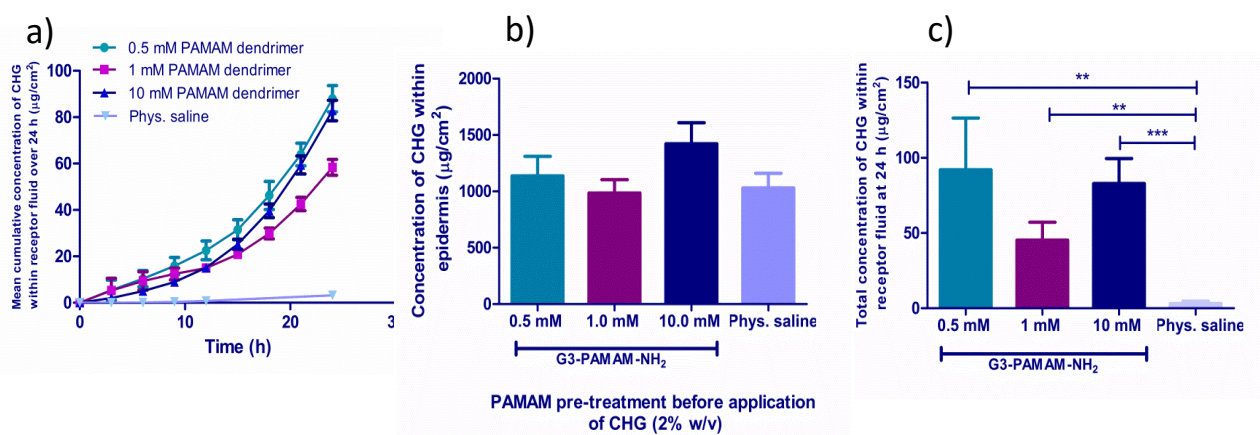 a)
0.5 mM PAMAM dendrimer
1 mM PAMAM dendrimer
10 mM PAMAM dendrimer
Phys. saline
Mean cumulative concentration of CHG
within receptor fluid over 24 h (µg/cm²)
100
80
60
40
20
0
0
10
20
3
Time (h)
b)
Concentration of CHG within
epidermis (µg/cm²)
2000
1500
1000
500
0
0.5 mM
1.0 mM
10.0 mM
Phys. saline
G3-PAMAM-NH₂
PAMAM pre-treatment before application
of CHG (2% w/v)
c)
Total concentration of CHG within
receptor fluid at 24 h (µg/cm²)
150
100
50
0
**
**
***
0.5 mM
1 mM
10 mM
Phys. saline
G3-PAMAM-NH₂